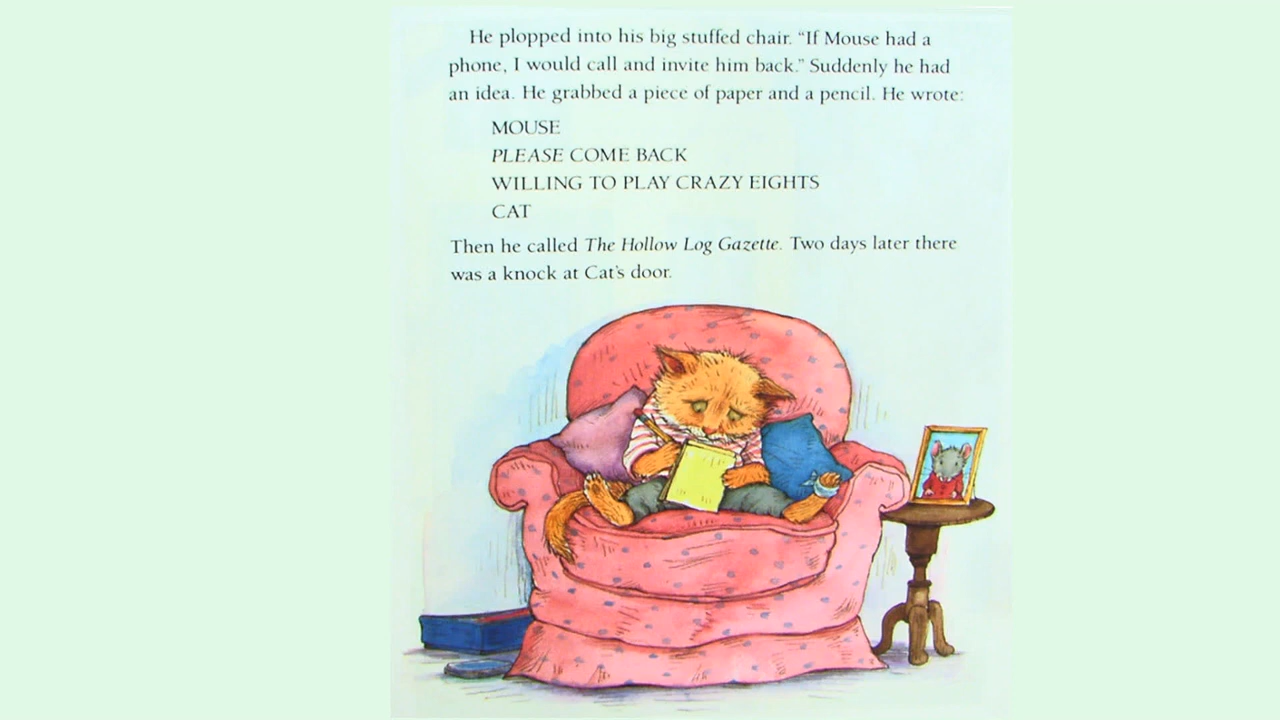 He plopped into his big stuffed chair. “If Mouse had a
phone, I would call and invite him back.” Suddenly he had
an idea. He grabbed a piece of paper and a pencil. He wrote:
MOUSE
PLEASE COME BACK
WILLING TO PLAY CRAZY EIGHTS
CAT
Then he called The Hollow Log Gazette. Two days later there
was a knock at Cat’s door.